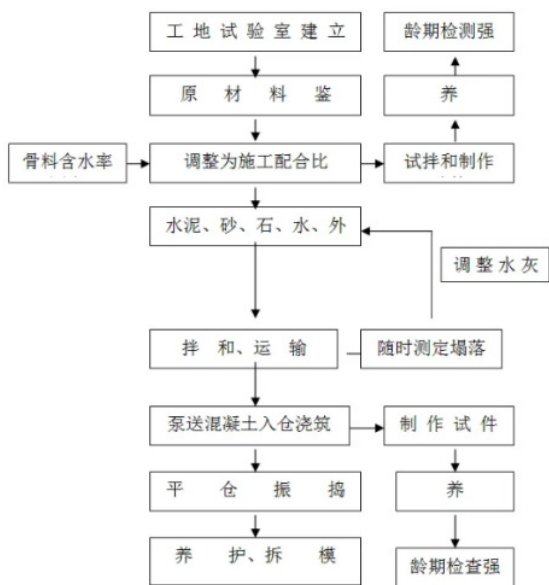 工地试验室建立
龄期检测强
原材料鉴
养
骨料含水率
调整为施工配合比
试拌和制作
水泥、砂、石、水、外
调整水灰
拌和、运输
随时测定塌落
泵送混凝土入仓浇筑
制作试件
平仓振捣
养
养护、拆模
龄期检查强